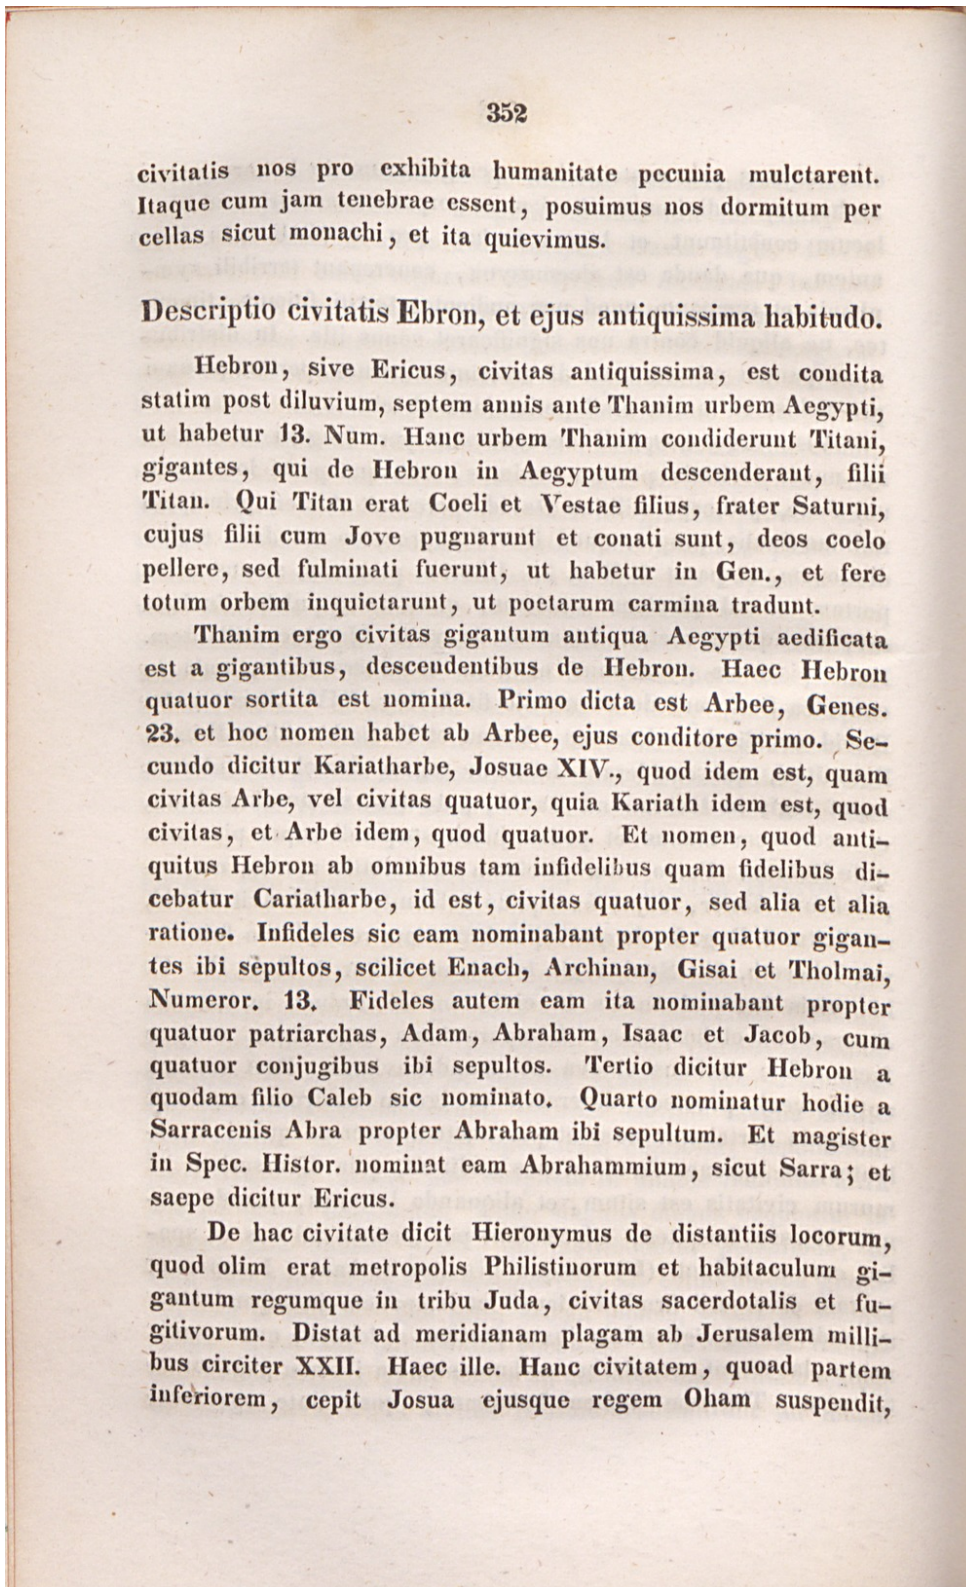 352
civitatis nos pro exhibita humanitate pecunia mulctarent.
Itaque cum jam tenebrae essent, posuimus nos dormitum per
cellas sicut monachi, et ita quievimus.
Descriptio civitatis Ebron, et ejus antiquissima habitudo.
Hebron, sive Ericus, civitas antiquissima, est condita
statim post diluvium, septem annis ante Thanim urbem Aegypti,
ut habetur 13. Num. Hanc urbem Thanim condiderunt Titani,
gigantes, qui de Hebron in Aegyptum descenderant, filii
Titan. Qui Titan erat Coeli et Vestae filius, frater Saturni,
cujus filii cum Jove pugnarunt et conati sunt, deos coelo
pellere, sed fulminati fuerunt, ut habetur in Gen., et fere
totum orbem inquietarunt, ut poetarum carmina tradunt.
Thanim ergo civitas gigantum antiqua Aegypti aedificata
est a gigantibus, descendentibus de Hebron. Haec Hebron
quatuor sortita est nomina. Primo dicta est Arbee, Genes.
23. et hoc nomen habet ab Arbee, ejus conditore primo. Se-
cundo dicitur Kariatharbe, Josuae XIV., quod idem est, quam
civitas Arbe, vel civitas quatuor, quia Kariath idem est, quod
civitas, et Arbe idem, quod quatuor. Et nomen, quod anti-
quitus Hebron ab omnibus tam infidelibus quam fidelibus di-
cebatur Cariatharbe, id est, civitas quatuor, sed alia et alia
ratione. Infideles sic eam nominabant propter quatuor gigan-
tes ibi sepultos, scilicet Enach, Archinan, Gisai et Tholmai,
Numeror. 13. Fideles autem eam ita nominabant propter
quatuor patriarchas, Adam, Abraham, Isaac et Jacob, cum
quatuor conjugibus ibi sepultos. Tertio dicitur Hebron a
quodam filio Caleb sic nominato. Quarto nominatur hodie a
Sarracenis Abra propter Abraham ibi sepultum. Et magister
in Spec. Histor. nominat eam Abrahammium, sicut Sarra; et
saepe dicitur Ericus.
De hac civitate dicit Hieronymus de distantiis locorum,
quod olim erat metropolis Philistinorum et habitaculum gi-
gantum regumque in tribu Juda, civitas sacerdotalis et fu-
gitivorum. Distat ad meridianam plagam ab Jerusalem milli-
bus circiter XXII. Haec ille. Hanc civitatem, quoad partem
inferiorem, cepit Josua ejusque regem Oham suspendit,